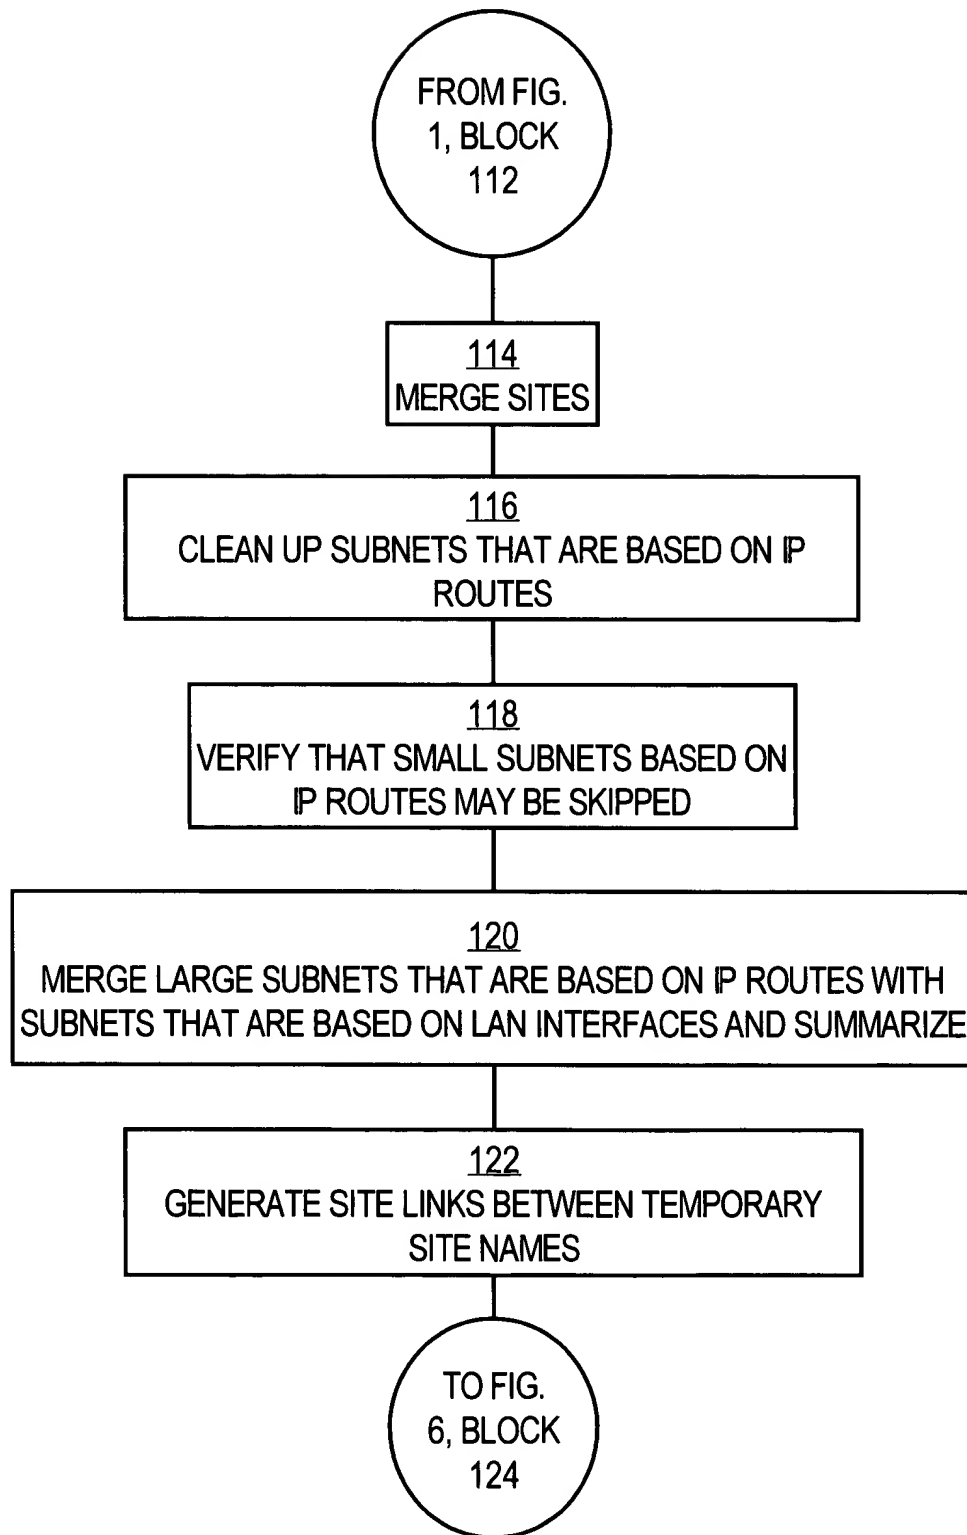 FROM FIG.
1, BLOCK
112
114
MERGE SITES
116
CLEAN UP SUBNETS THAT ARE BASED ON IP
ROUTES
118
VERIFY THAT SMALL SUBNETS BASED ON
IP ROUTES MAY BE SKIPPED
120
MERGE LARGE SUBNETS THAT ARE BASED ON IP ROUTES WITH
SUBNETS THAT ARE BASED ON LAN INTERFACES AND SUMMARIZE
122
GENERATE SITE LINKS BETWEEN TEMPORARY
SITE NAMES
TO FIG.
6, BLOCK
124